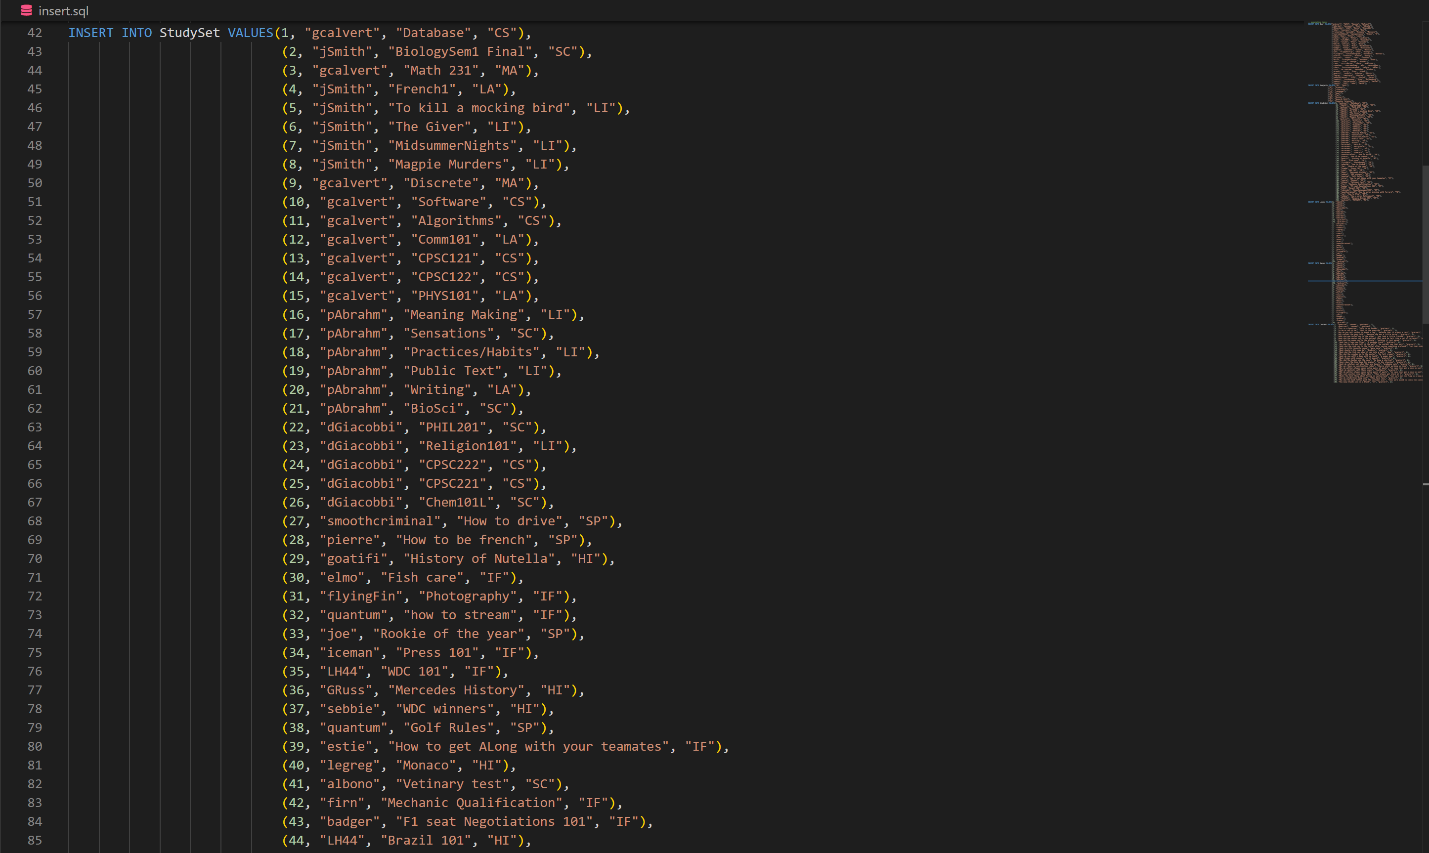 insert.sql
42 INSERT INTO StudySet VALUES(1, "gcalvert", "Database", "CS"),
43 (2, "jSmith", "BiologySem1 Final", "SC"),
44 (3, "gcalvert", "Math 231", "MA"),
45 (4, "jSmith", "French1", "LA"),
46 (5, "jSmith", "To kill a mocking bird", "LI"),
47 (6, "jSmith", "The Giver", "LI"),
48 (7, "jSmith", "MidsummerNights", "LI"),
49 (8, "jSmith", "Magpie Murders", "LI"),
50 (9, "gcalvert", "Discrete", "MA"),
51 (10, "gcalvert", "Software", "CS"),
52 (11, "gcalvert", "Algorithms", "CS"),
53 (12, "gcalvert", "Comm101", "LA"),
54 (13, "gcalvert", "CPSC121", "CS"),
55 (14, "gcalvert", "CPSC122", "CS"),
56 (15, "gcalvert", "PHYS101", "LA"),
57 (16, "pAbrahm", "Meaning Making", "LI"),
58 (17, "pAbrahm", "Sensations", "SC"),
59 (18, "pAbrahm", "Practices/Habits", "LI"),
60 (19, "pAbrahm", "Public Text", "LI"),
61 (20, "pAbrahm", "Writing", "LA"),
62 (21, "pAbrahm", "BioSci", "SC"),
63 (22, "dGiacobbi", "PHIL201", "SC"),
64 (23, "dGiacobbi", "Religion101", "LI"),
65 (24, "dGiacobbi", "CPSC222", "CS"),
66 (25, "dGiacobbi", "CPSC221", "CS"),
67 (26, "dGiacobbi", "Chem101L", "SC"),
68 (27, "smoothcriminal", "How to drive", "SP"),
69 (28, "pierre", "How to be french", "SP"),
70 (29, "goatifi", "History of Nutella", "HI"),
71 (30, "elmo", "Fish care", "IF"),
72 (31, "flyingFin", "Photography", "IF"),
73 (32, "quantum", "how to stream", "IF"),
74 (33, "joe", "Rookie of the year", "SP"),
75 (34, "iceman", "Press 101", "IF"),
76 (35, "LH44", "WDC 101", "IF"),
77 (36, "GRuss", "Mercedes History", "HI"),
78 (37, "sebbie", "WDC winners", "HI"),
79 (38, "quantum", "Golf Rules", "SP"),
80 (39, "estie", "How to get ALong with your teamates", "IF"),
81 (40, "legreg", "Monaco", "HI"),
82 (41, "albono", "Vetinary test", "SC"),
83 (42, "firn", "Mechanic Qualification", "IF"),
84 (43, "badger", "F1 seat Negotiations 101", "IF"),
85 (44, "LH44", "Brazil 101", "HI"),